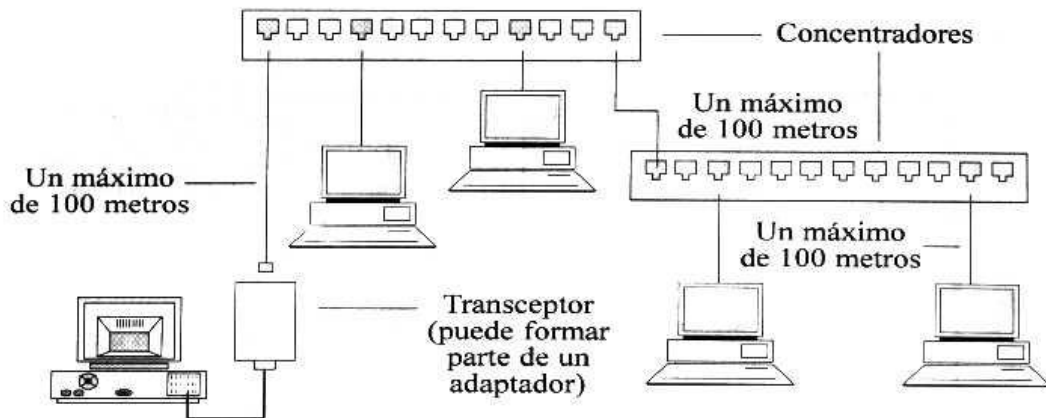 Concentradores
Un máximo
de 100 metros
Un máximo
de 100 metros
Un máximo
de 100 metros
Transceptor
(puede formar
parte de un
adaptador)